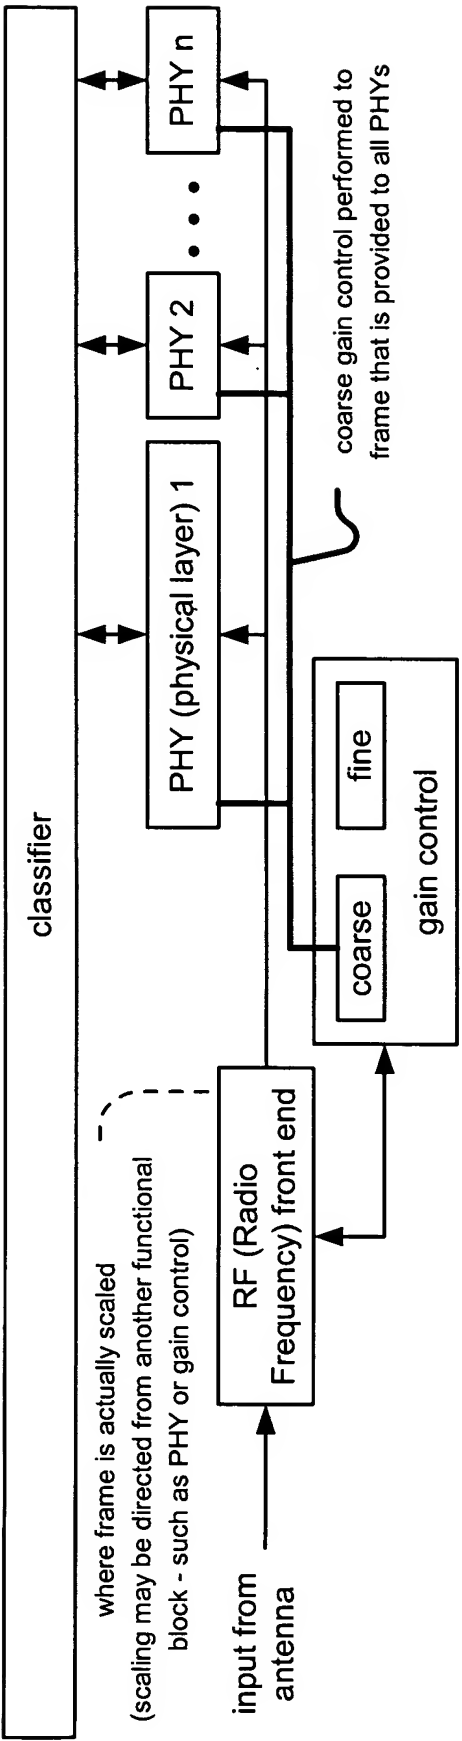 classifier
where frame is actually scaled
(scaling may be directed from another functional
block - such as PHY or gain control)
PHY (physical layer) 1
PHY 2
PHY n
input from
antenna
RF (Radio
Frequency) front end
coarse
fine
gain control
coarse gain control performed to
frame that is provided to all PHYs